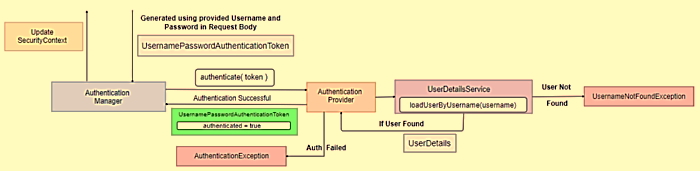 Generated using provided Username and
Password in Request Body
Update
SecurityContext
UsernamePasswordAuthenticationToken
authenticate( token )
Authentication
Manager
Authentication Successful
Authentication
Provider
UserDetailsService
loadUserByUsername(username)
User Not
Found
UsernameNotFoundException
UsernamePasswordAuthenticationToken
authenticated = true
If User Found
UserDetails
Auth Failed
AuthenticationException